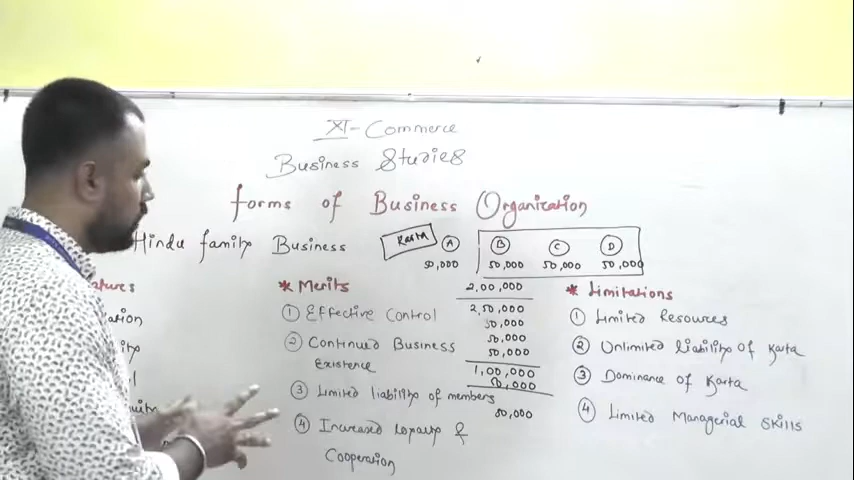 XI-Commerce
Business Studies
forms of Business Organization
Hindu family Business
Karta A B C D
50,000 50,000 50,000 50,000
2,00,000
* Merits
① Effective Control
② Continued Business
Existence
③ Limited liability of members
④ Increased loyalty &
Cooperation
2,50,000
50,000
50,000
50,000
1,00,000
50,000
50,000
* Limitations
① Limited Resources
② Unlimited liability of Karta
③ Dominance of Karta
④ Limited Managerial Skills